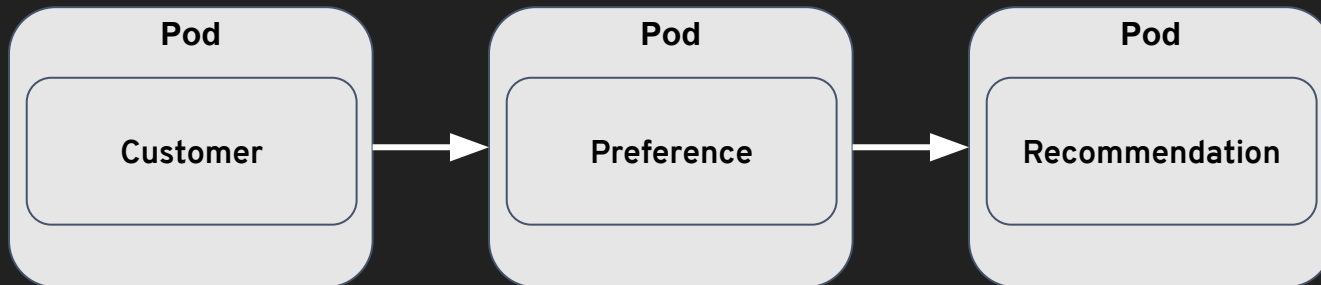 Pod
Pod
Pod
Customer
Preference
Recommendation